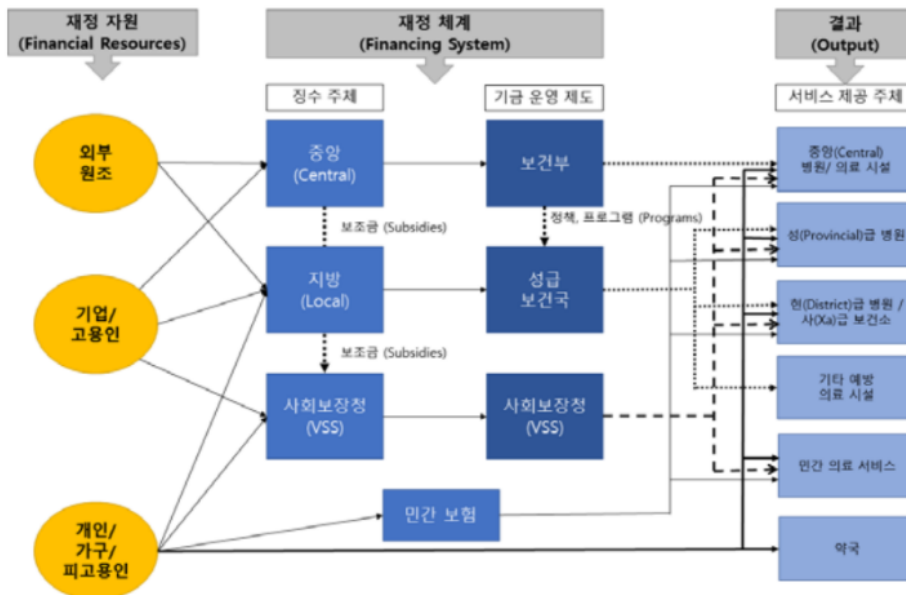 재정 자원
(Financial Resources)
재정 체계
(Financing System)
결과
(Output)
징수 주체
기금 운영 제도
서비스 제공 주체
외부
원조
중앙
(Central)
보건부
중앙(Central)
병원/ 의료 시설
보조금 (Subsidies)
정책, 프로그램 (Programs)
성(Provincial)급 병원
기업/
고용인
지방
(Local)
성급
보건국
현(District)급 병원 /
사(Xa)급 보건소
보조금 (Subsidies)
사회보장청
(VSS)
사회보장청
(VSS)
기타 예방
의료 시설
민간 의료 서비스
민간 보험
개인/
가구/
피고용인
약국